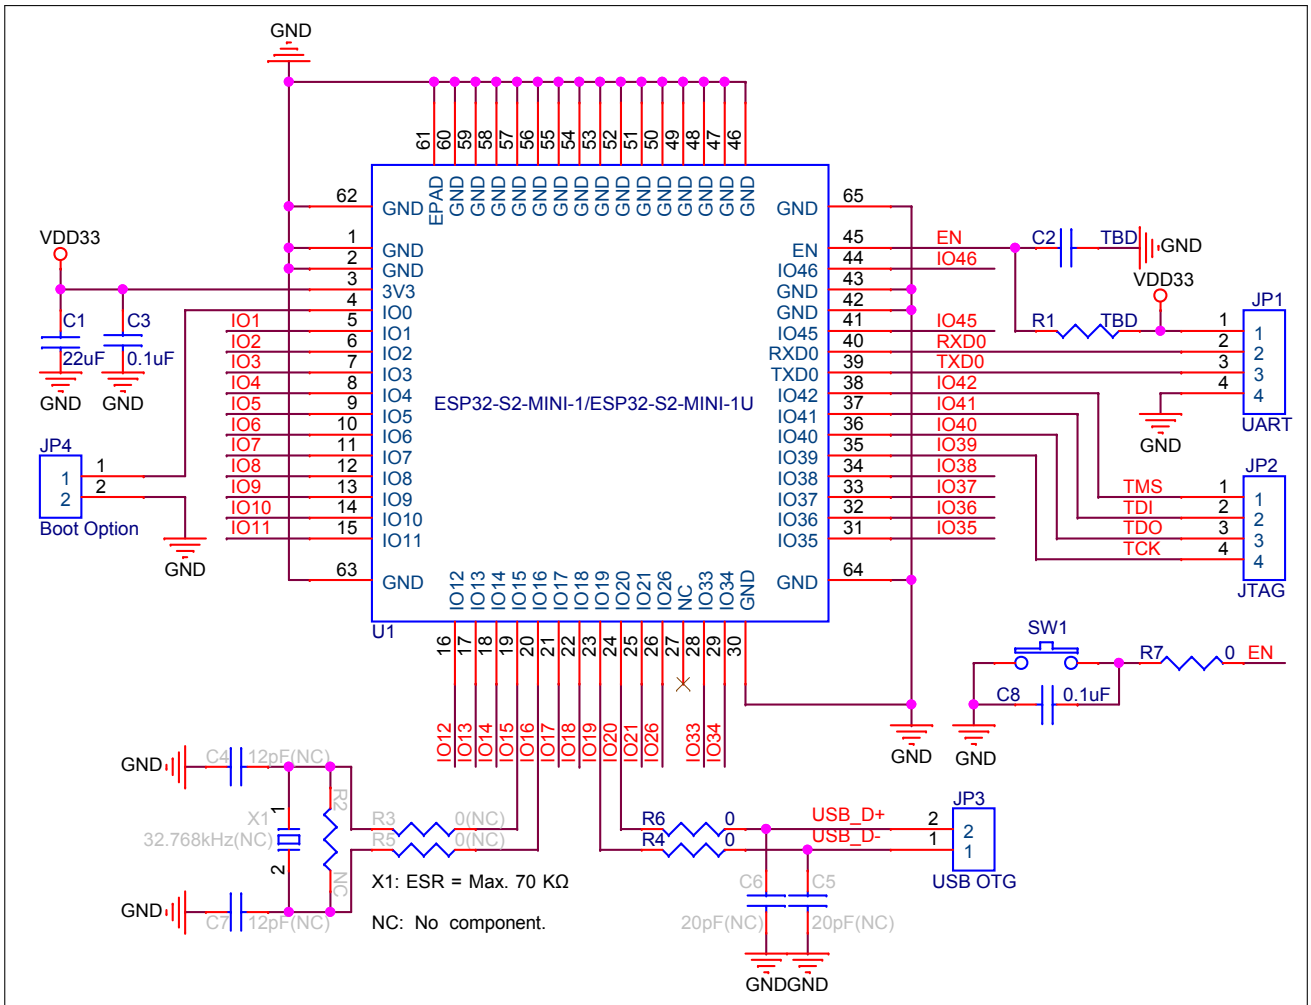 GND
61 60 59 58 57 56 55 54 53 52 51 50 49 48 47 46
EPAD GND GND GND GND GND GND GND GND GND GND GND GND GND GND GND
62 GND
GND 65
VDD33
1 GND
2 GND
3 3V3
4 IO0
IO1 5 IO1
IO2 6 IO2
IO3 7 IO3
IO4 8 IO4
IO5 9 IO5
IO6 10 IO6
IO7 11 IO7
IO8 12 IO8
IO9 13 IO9
IO10 14 IO10
IO11 15 IO11
63 GND
C1
22uF
GND
C3
0.1uF
GND
JP4
1 1
2 2
Boot Option
GND
ESP32-S2-MINI-1/ESP32-S2-MINI-1U
U1
EN 45 EN
IO46 44 IO46
GND 43
GND 42
IO45 41 IO45
RXD0 40 RXD0
TXD0 39 TXD0
IO42 38 IO42
IO41 37 IO41
IO40 36 IO40
IO39 35 IO39
IO38 34 IO38
IO37 33 IO37
IO36 32 IO36
IO35 31 IO35
GND 64
C2 TBD GND
VDD33
R1 TBD
JP1
1 1
2 2
3 3
4 4
UART
GND
JP2
TMS 1 1
TDI 2 2
TDO 3 3
TCK 4 4
JTAG
IO12 IO13 IO14 IO15 IO16 IO17 IO18 IO19 IO20 IO21 IO26 NC IO33 IO34 GND
16 17 18 19 20 21 22 23 24 25 26 27 28 29 30
IO12 IO13 IO14 IO15 IO16 IO17 IO18 IO19 IO20 IO21 IO26 IO33 IO34
GND
SW1
R7 0 EN
C8 0.1uF
GND
GND C4 12pF(NC)
X1
32.768kHz(NC)
1
2
R2
NC
GND C7 12pF(NC)
R3 0(NC)
R5 0(NC)
X1: ESR = Max. 70 KΩ
NC: No component.
R6 0 USB_D+ 2 2
R4 0 USB_D- 1 1
JP3
USB OTG
C6
20pF(NC)
C5
20pF(NC)
GND GND